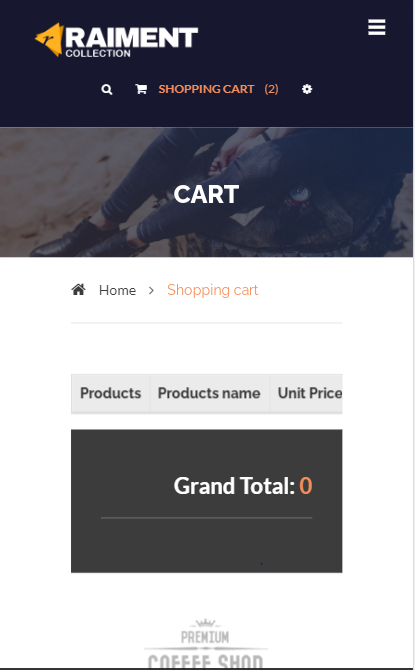 RAIMENT
COLLECTION
SHOPPING CART (2)
CART
Home > Shopping cart
Products Products name Unit Price
Grand Total: 0
PREMIUM
COFFEE SHOP